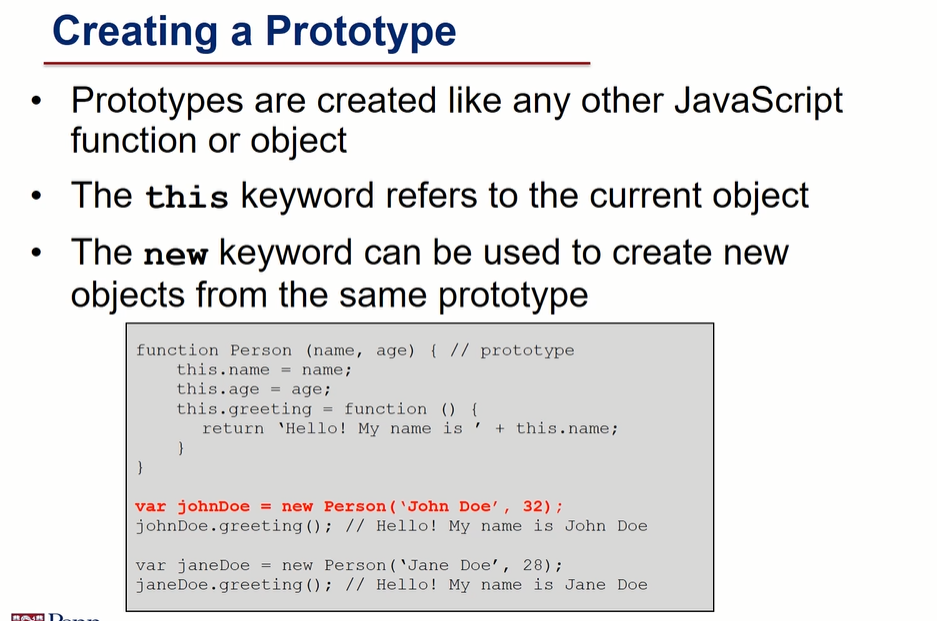 Creating a Prototype
• Prototypes are created like any other JavaScript
function or object
• The this keyword refers to the current object
• The new keyword can be used to create new
objects from the same prototype
function Person (name, age) { // prototype
    this.name = name;
    this.age = age;
    this.greeting = function () {
        return ‘Hello! My name is ’ + this.name;
    }
}
var johnDoe = new Person(‘John Doe’, 32);
johnDoe.greeting(); // Hello! My name is John Doe
var janeDoe = new Person(‘Jane Doe’, 28);
janeDoe.greeting(); // Hello! My name is Jane Doe